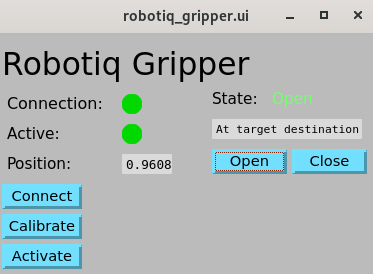 robotiq_gripper.ui
Robotiq Gripper
Connection:
State: Open
Active:
At target destination
Position: 0.9608
Open Close
Connect
Calibrate
Activate